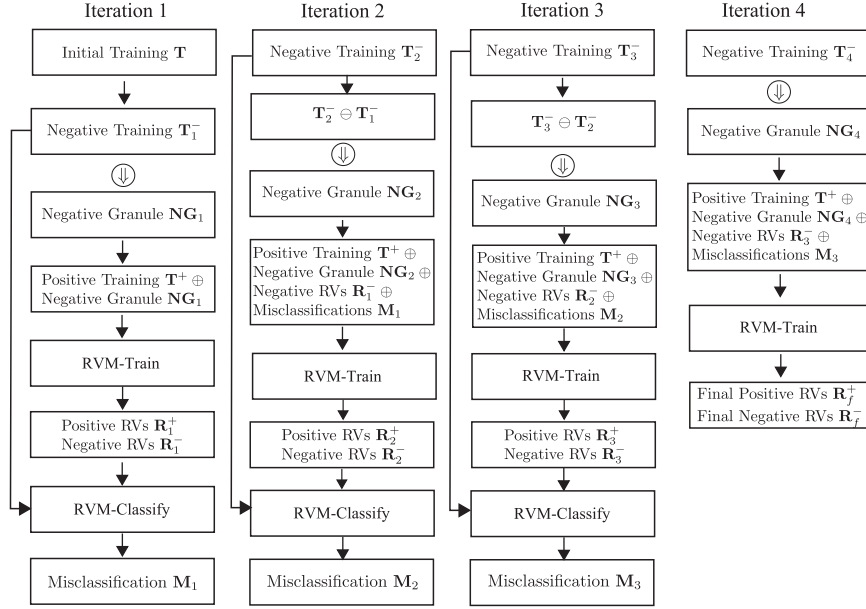 Iteration 1
Initial Training T
Negative Training T₁⁻
⇓
Negative Granule NG₁
Positive Training T⁺ ⊕
Negative Granule NG₁
RVM-Train
Positive RVs R₁⁺
Negative RVs R₁⁻
RVM-Classify
Misclassification M₁
Iteration 2
Negative Training T₂⁻
T₂⁻ ⊖ T₁⁻
⇓
Negative Granule NG₂
Positive Training T⁺ ⊕
Negative Granule NG₂ ⊕
Negative RVs R₁⁻ ⊕
Misclassifications M₁
RVM-Train
Positive RVs R₂⁺
Negative RVs R₂⁻
RVM-Classify
Misclassification M₂
Iteration 3
Negative Training T₃⁻
T₃⁻ ⊖ T₂⁻
⇓
Negative Granule NG₃
Positive Training T⁺ ⊕
Negative Granule NG₃ ⊕
Negative RVs R₂⁻ ⊕
Misclassifications M₂
RVM-Train
Positive RVs R₃⁺
Negative RVs R₃⁻
RVM-Classify
Misclassification M₃
Iteration 4
Negative Training T₄⁻
⇓
Negative Granule NG₄
Positive Training T⁺ ⊕
Negative Granule NG₄ ⊕
Negative RVs R₃⁻ ⊕
Misclassifications M₃
RVM-Train
Final Positive RVs R_f⁺
Final Negative RVs R_f⁻